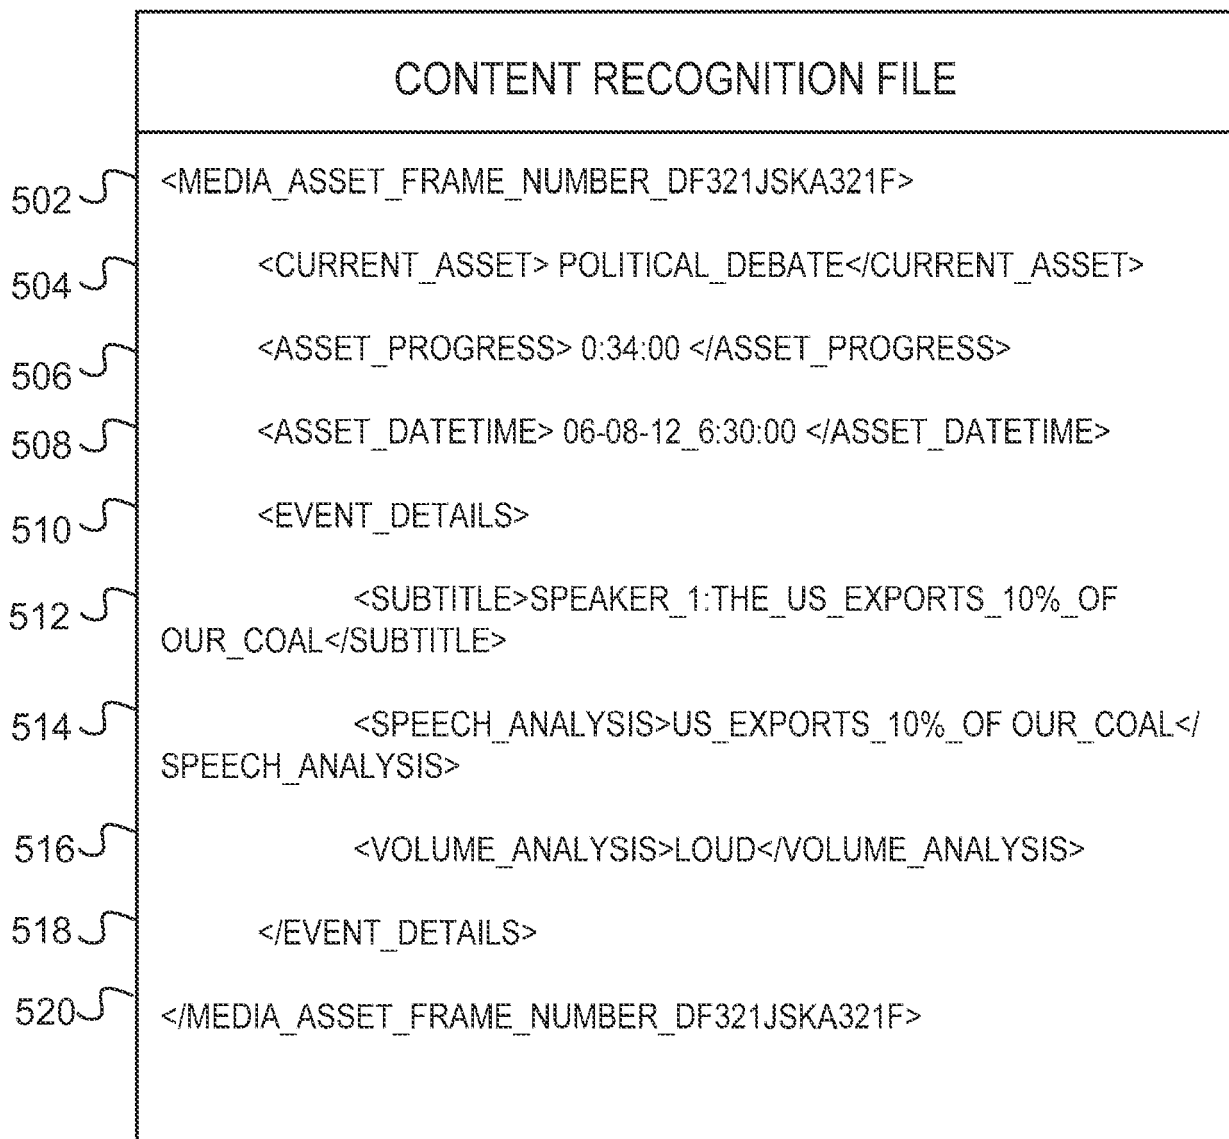 CONTENT RECOGNITION FILE
502 <MEDIA_ASSET_FRAME_NUMBER_DF321JSKA321F>
504 <CURRENT_ASSET> POLITICAL_DEBATE</CURRENT_ASSET>
506 <ASSET_PROGRESS> 0:34:00 </ASSET_PROGRESS>
508 <ASSET_DATETIME> 06-08-12_6:30:00 </ASSET_DATETIME>
510 <EVENT_DETAILS>
512 <SUBTITLE>SPEAKER_1:THE_US_EXPORTS_10%_OF
OUR_COAL</SUBTITLE>
514 <SPEECH_ANALYSIS>US_EXPORTS_10%_OF OUR_COAL</
SPEECH_ANALYSIS>
516 <VOLUME_ANALYSIS>LOUD</VOLUME_ANALYSIS>
518 </EVENT_DETAILS>
520 </MEDIA_ASSET_FRAME_NUMBER_DF321JSKA321F>